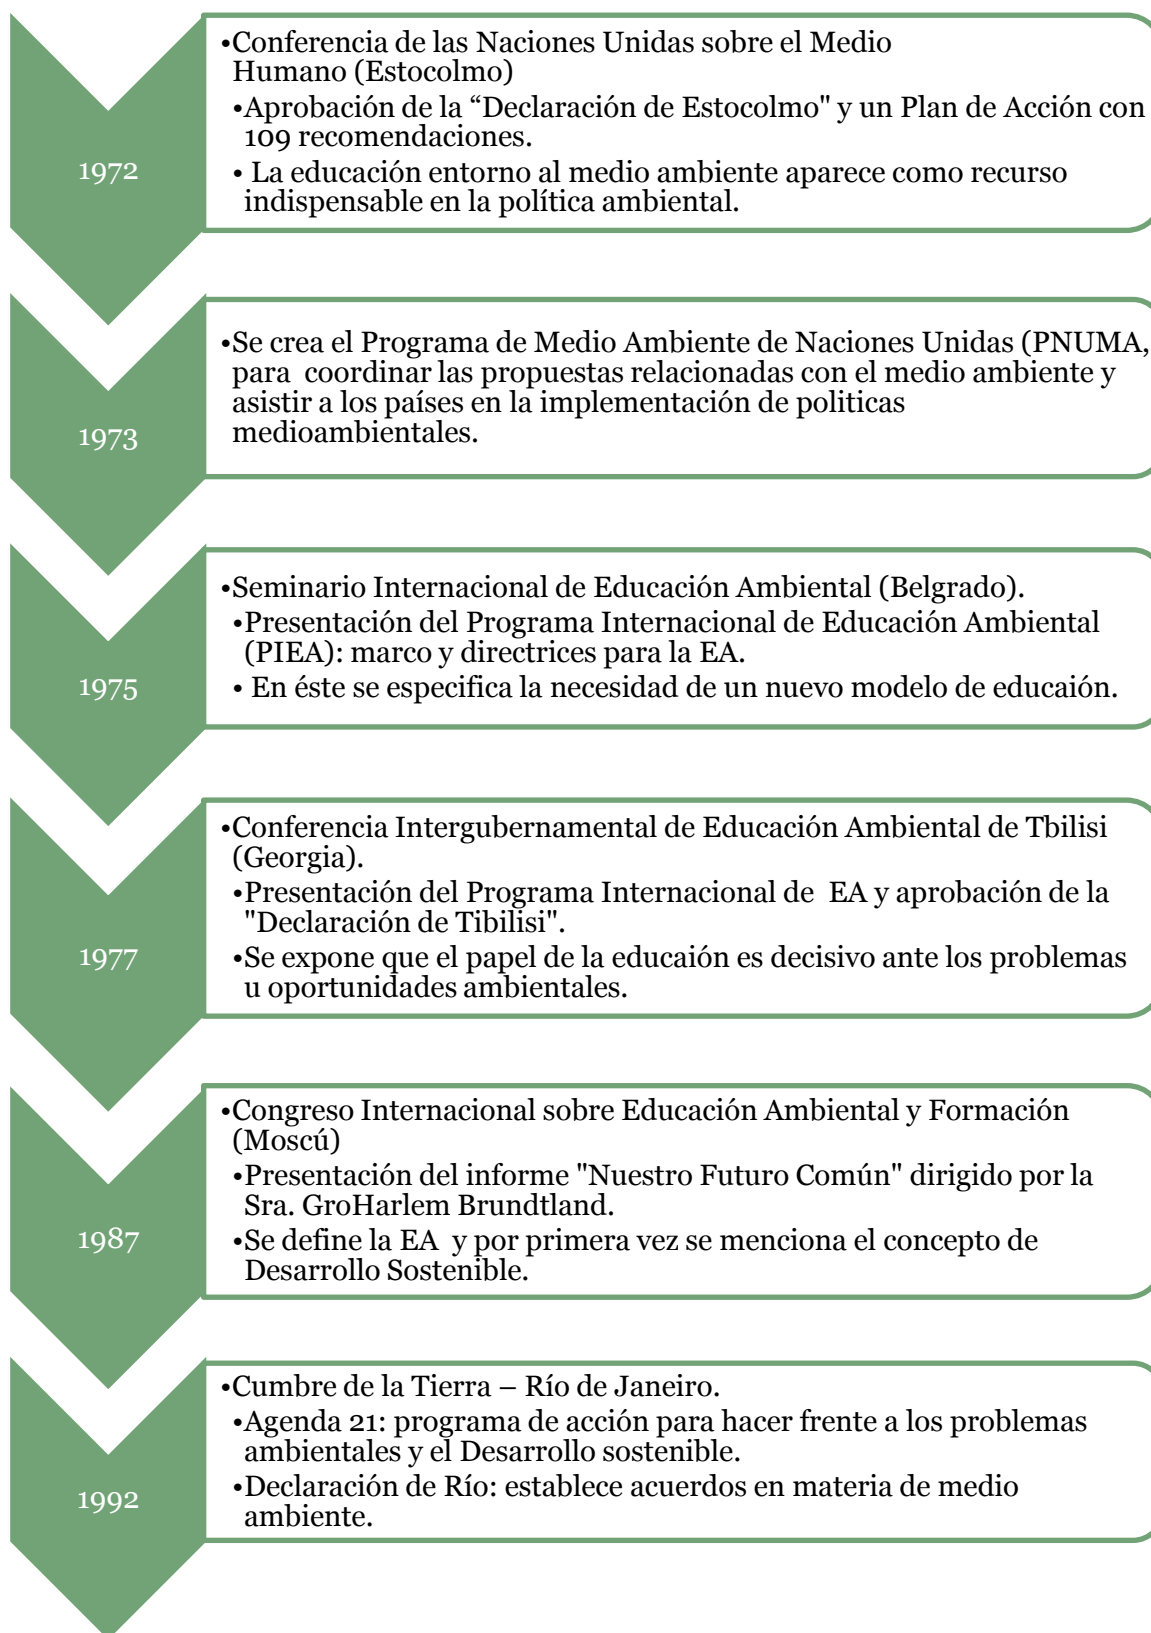 1972
•Conferencia de las Naciones Unidas sobre el Medio
Humano (Estocolmo)
•Aprobación de la “Declaración de Estocolmo" y un Plan de Acción con
109 recomendaciones.
• La educación entorno al medio ambiente aparece como recurso
indispensable en la política ambiental.
1973
•Se crea el Programa de Medio Ambiente de Naciones Unidas (PNUMA,
para coordinar las propuestas relacionadas con el medio ambiente y
asistir a los países en la implementación de politicas
medioambientales.
1975
•Seminario Internacional de Educación Ambiental (Belgrado).
•Presentación del Programa Internacional de Educación Ambiental
(PIEA): marco y directrices para la EA.
• En éste se especifica la necesidad de un nuevo modelo de educaión.
1977
•Conferencia Intergubernamental de Educación Ambiental de Tbilisi
(Georgia).
•Presentación del Programa Internacional de EA y aprobación de la
"Declaración de Tibilisi".
•Se expone que el papel de la educaión es decisivo ante los problemas
u oportunidades ambientales.
1987
•Congreso Internacional sobre Educación Ambiental y Formación
(Moscú)
•Presentación del informe "Nuestro Futuro Común" dirigido por la
Sra. GroHarlem Brundtland.
•Se define la EA y por primera vez se menciona el concepto de
Desarrollo Sostenible.
1992
•Cumbre de la Tierra – Río de Janeiro.
•Agenda 21: programa de acción para hacer frente a los problemas
ambientales y el Desarrollo sostenible.
•Declaración de Río: establece acuerdos en materia de medio
ambiente.